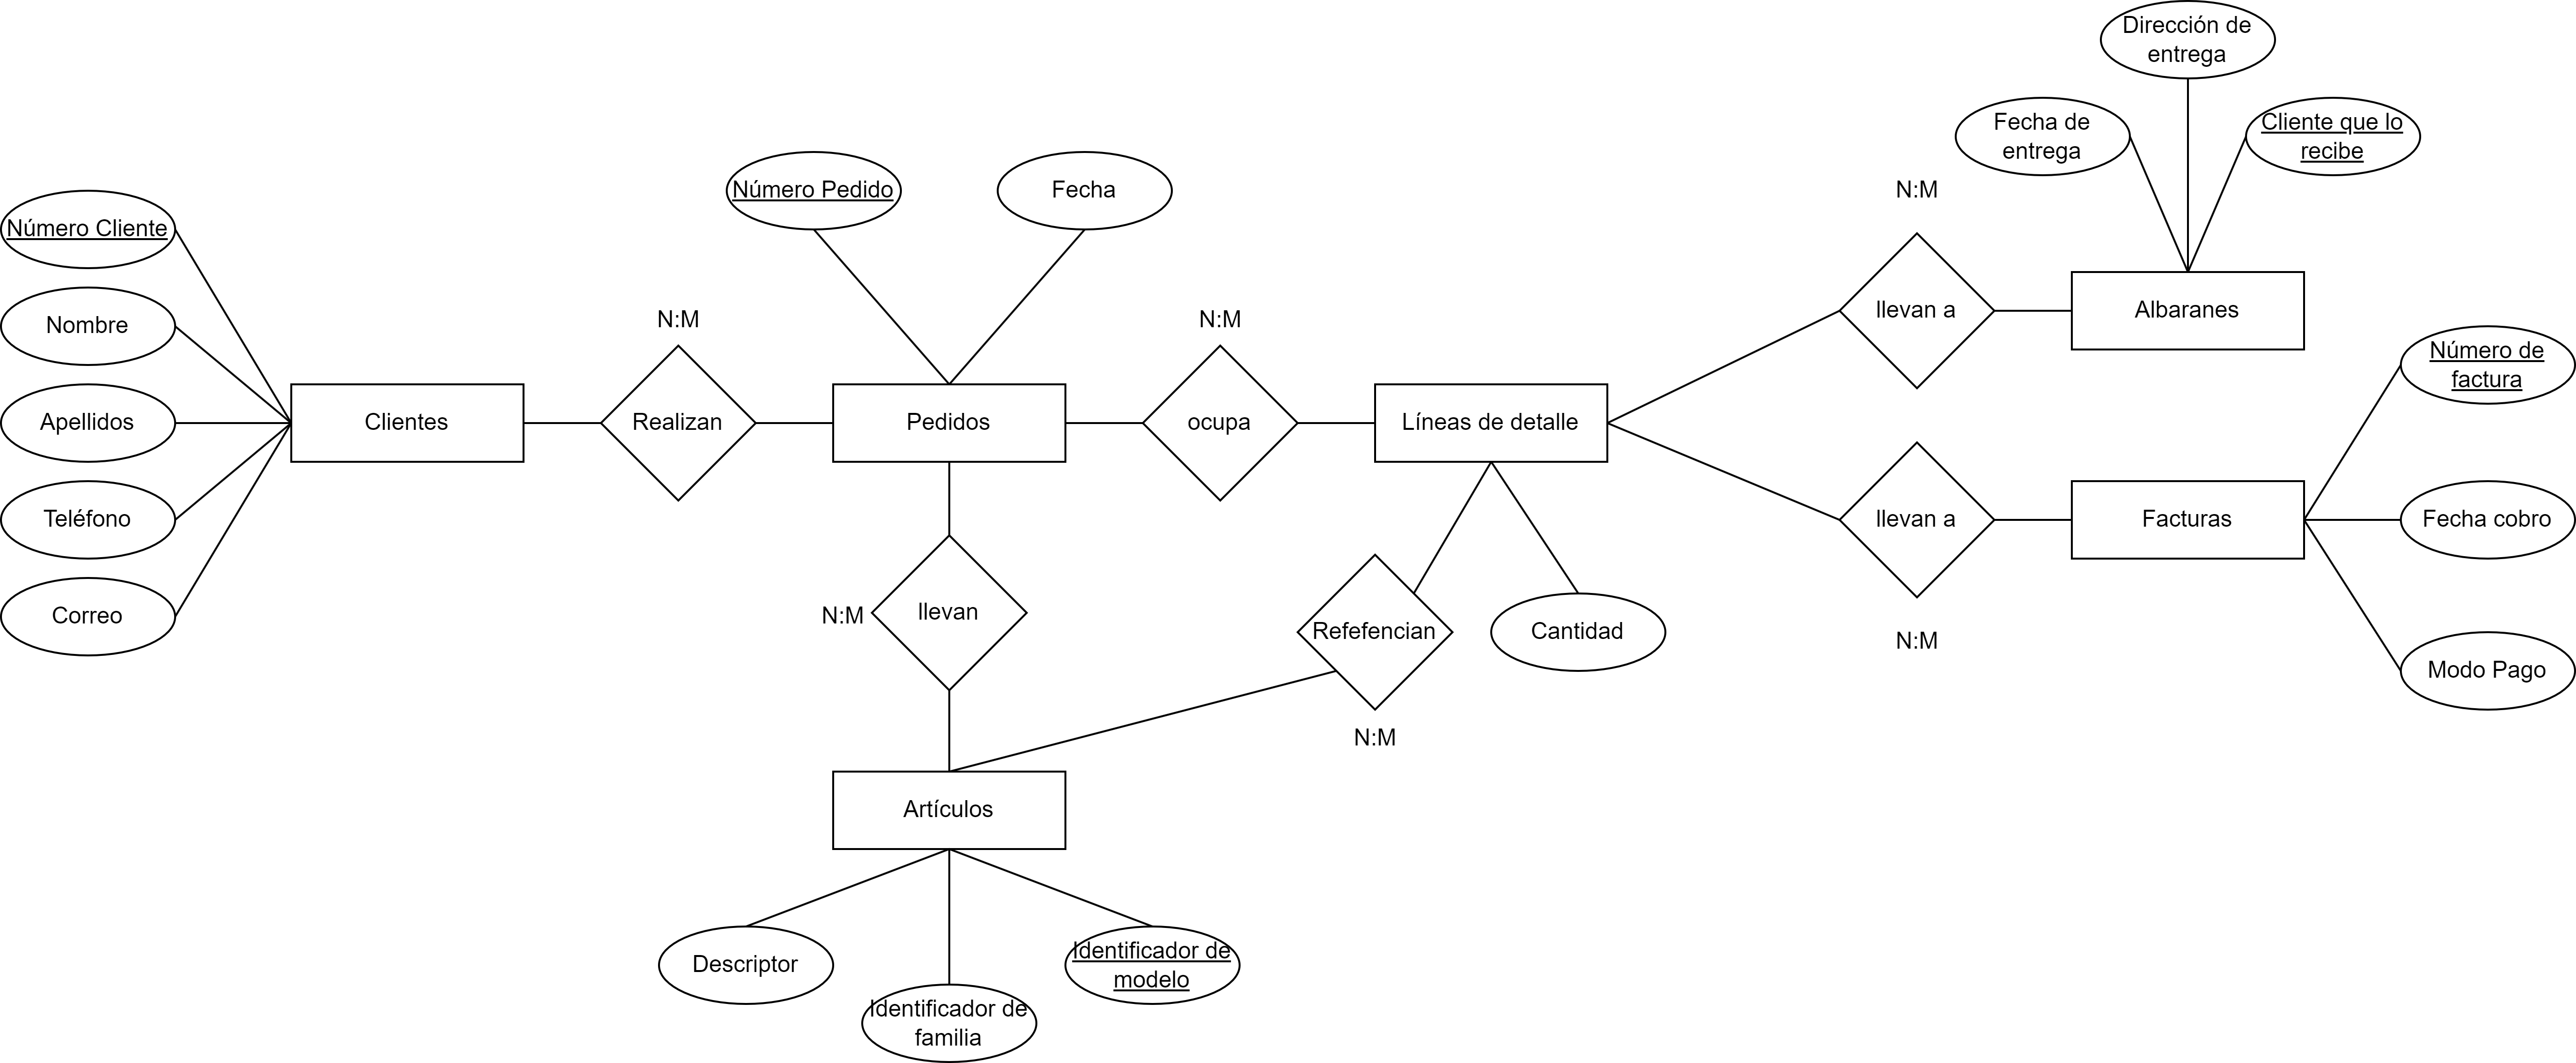 Dirección de
entrega
Fecha de
entrega
Cliente que lo
recibe
Número Pedido
Fecha
N:M
Número Cliente
Nombre
N:M
N:M
llevan a
Albaranes
Número de
factura
Apellidos
Clientes
Realizan
Pedidos
ocupa
Líneas de detalle
Teléfono
llevan a
Facturas
Fecha cobro
Correo
N:M
llevan
Refefencian
Cantidad
N:M
Modo Pago
N:M
Artículos
Descriptor
Identificador de
modelo
Identificador de
familia